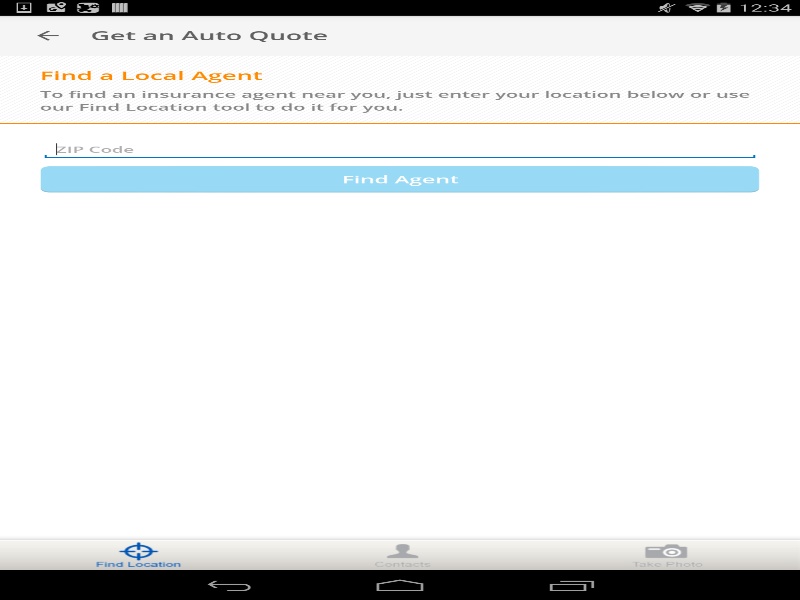 12:34
Get an Auto Quote
Find a Local Agent
To find an insurance agent near you, just enter your location below or use
our Find Location tool to do it for you.
ZIP Code
Find Agent
Find Location
Contacts
Take Photo